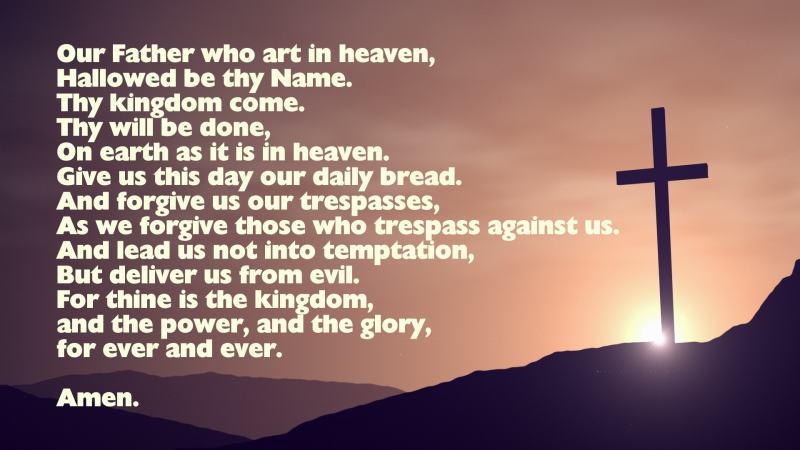 Our Father who art in heaven,
Hallowed be thy Name.
Thy kingdom come.
Thy will be done,
On earth as it is in heaven.
Give us this day our daily bread.
And forgive us our trespasses,
As we forgive those who trespass against us.
And lead us not into temptation,
But deliver us from evil.
For thine is the kingdom,
and the power, and the glory,
for ever and ever.
Amen.